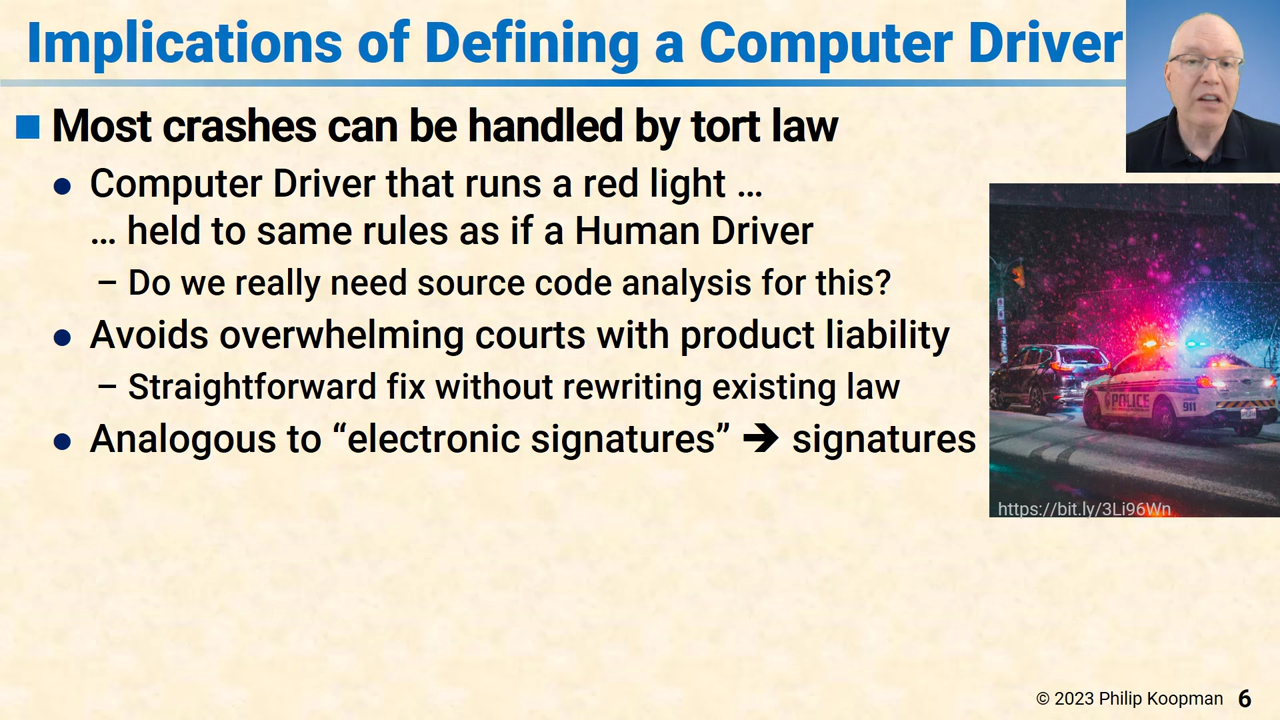 Implications of Defining a Computer Driver
Most crashes can be handled by tort law
Computer Driver that runs a red light …
… held to same rules as if a Human Driver
– Do we really need source code analysis for this?
Avoids overwhelming courts with product liability
– Straightforward fix without rewriting existing law
Analogous to “electronic signatures” ➔ signatures
POLICE
911
https://bit.ly/3Li96Wn
© 2023 Philip Koopman 6